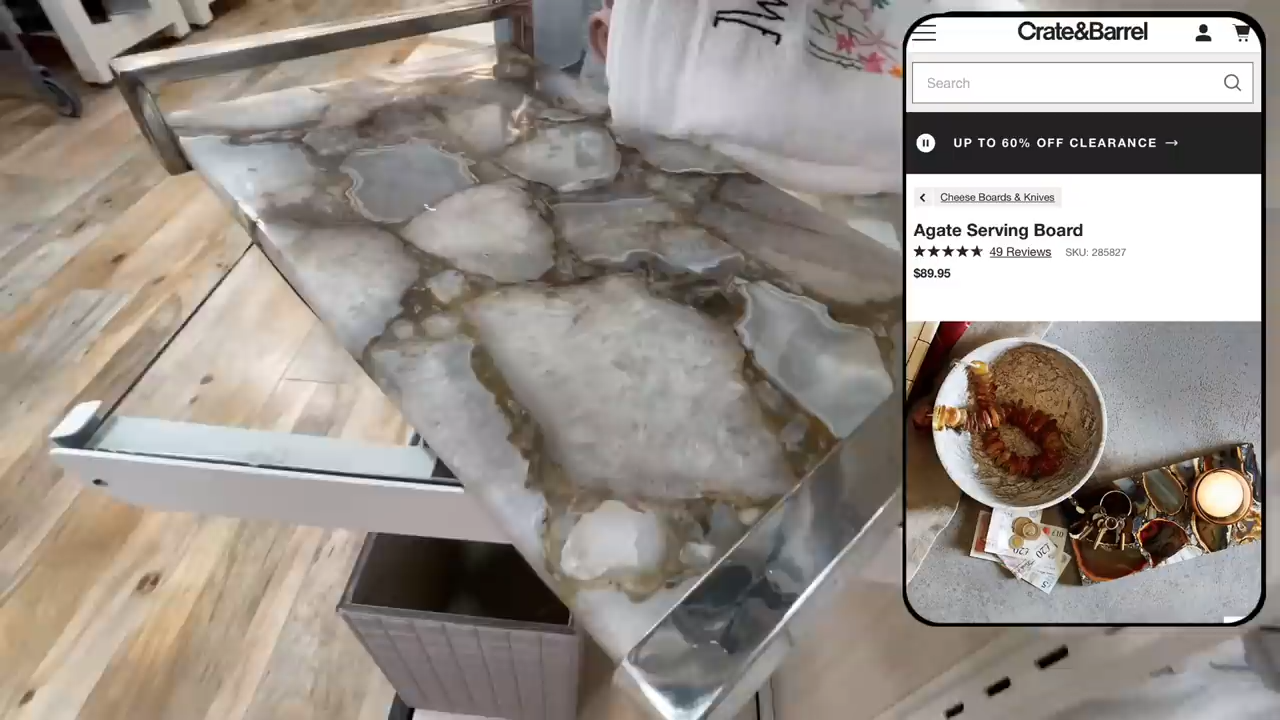 Crate&Barrel
Search
UP TO 60% OFF CLEARANCE →
Cheese Boards & Knives
Agate Serving Board
49 Reviews SKU: 285827
$89.95